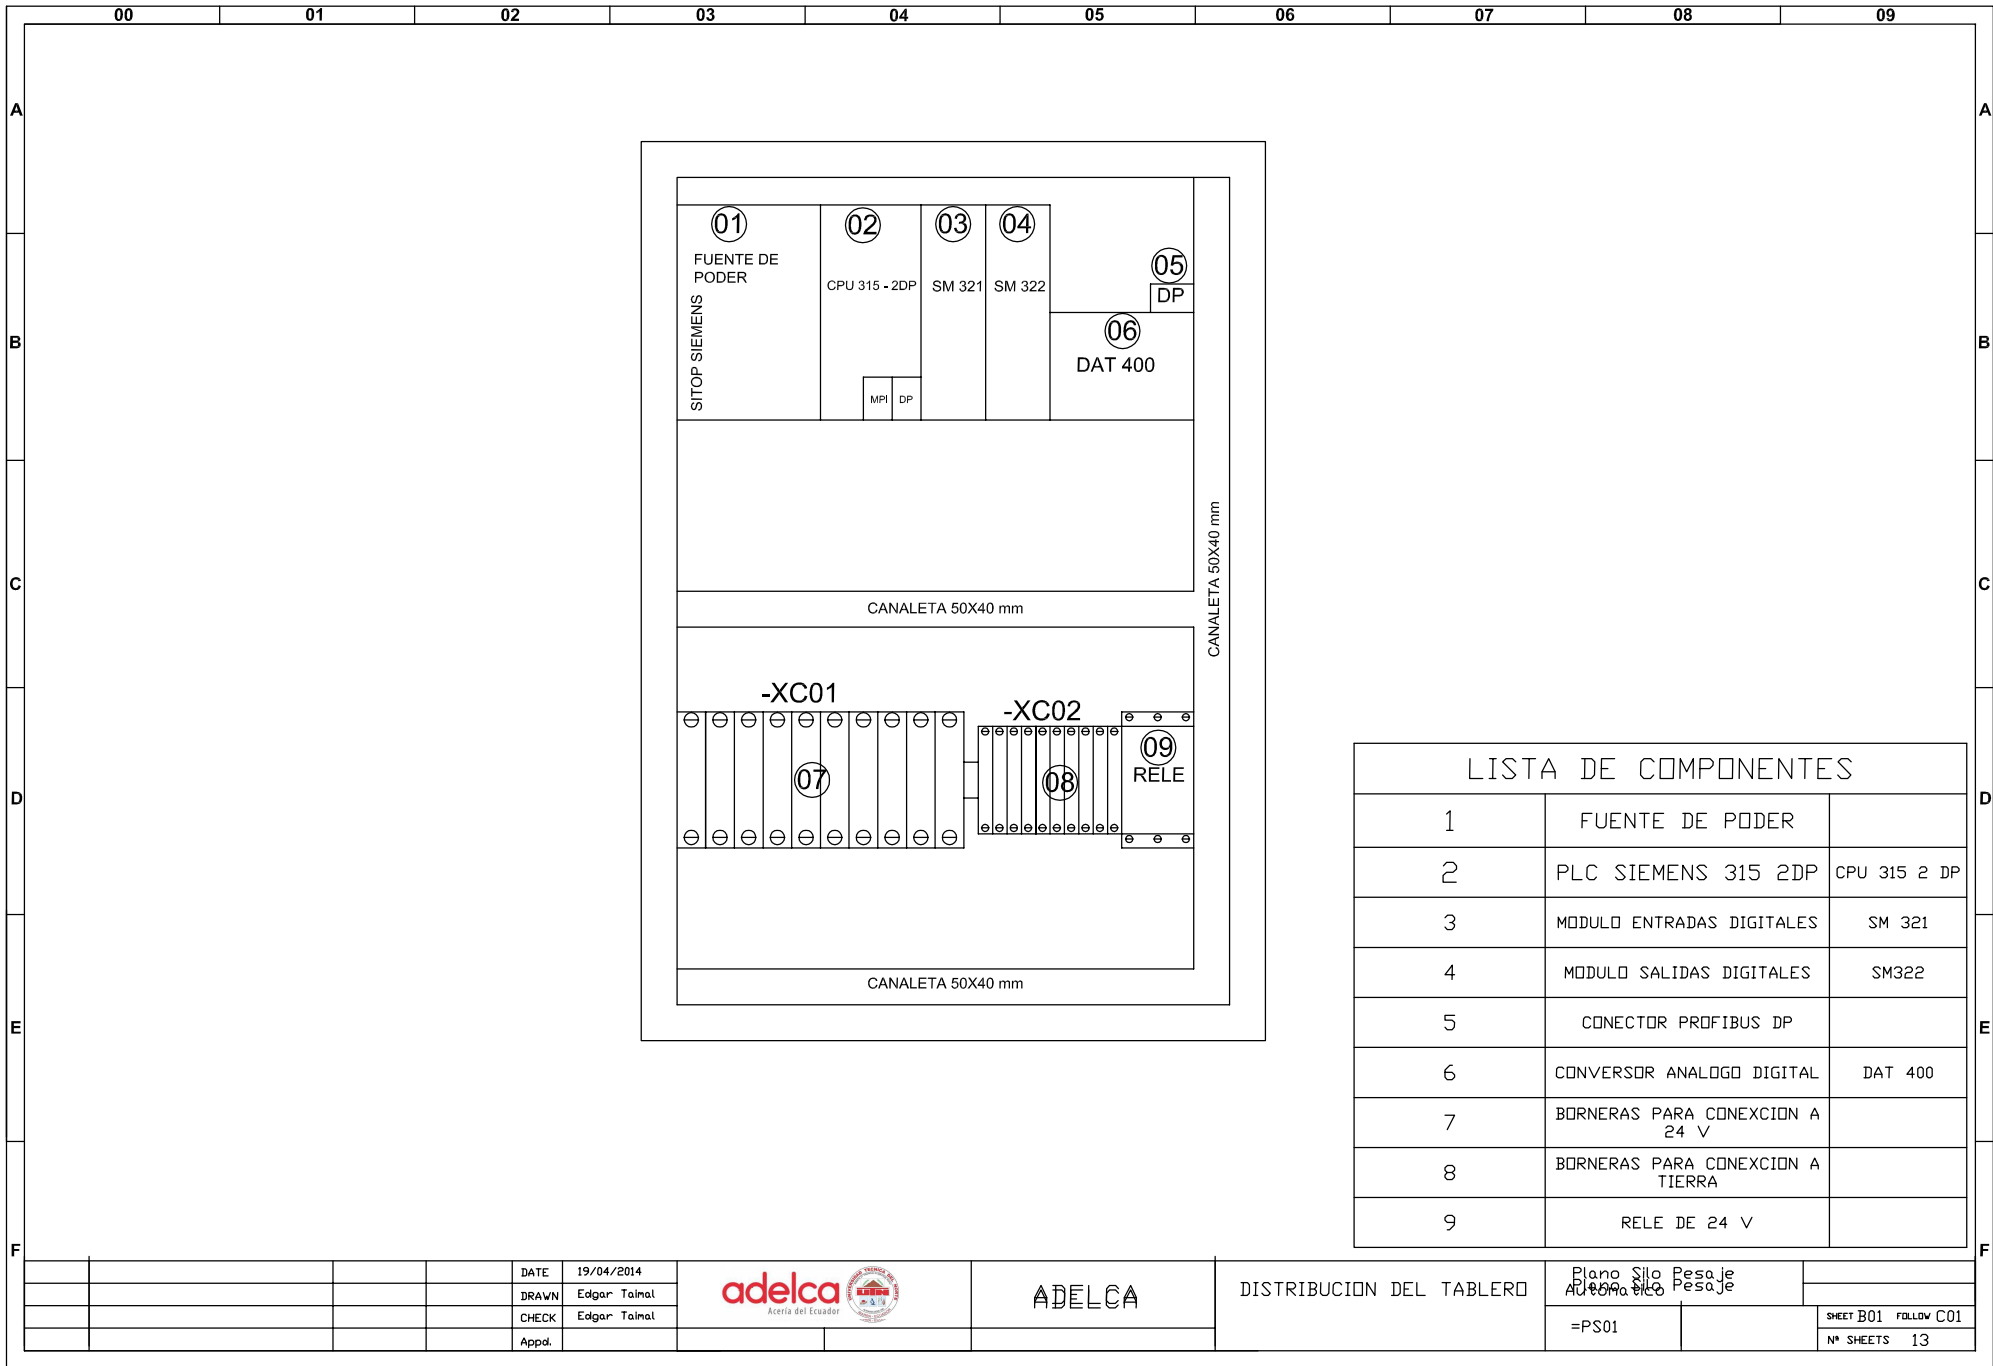 00 01 02 03 04 05 06 07 08 09
A A
B B
C C
D D
E E
F F
01
FUENTE DE
PODER
SITOP SIEMENS
02
CPU 315 - 2DP
MPI DP
03
SM 321
04
SM 322
05
DP
06
DAT 400
CANALETA 50X40 mm
CANALETA 50X40 mm
-XC01
07
-XC02
08
09
RELE
CANALETA 50X40 mm
LISTA DE COMPONENTES
1 FUENTE DE PODER
2 PLC SIEMENS 315 2DP CPU 315 2 DP
3 MODULO ENTRADAS DIGITALES SM 321
4 MODULO SALIDAS DIGITALES SM322
5 CONECTOR PROFIBUS DP
6 CONVERSOR ANALOGO DIGITAL DAT 400
7 BORNERAS PARA CONEXCION A
24 V
8 BORNERAS PARA CONEXCION A
TIERRA
9 RELE DE 24 V
DATE 19/04/2014
DRAWN Edgar Taimal
CHECK Edgar Taimal
Appd.
adelca
Acería del Ecuador
UTN
ADELCA
DISTRIBUCION DEL TABLERO
Plano Silo Pesaje
Automatico
Plano Silo Pesaje
=PS01
SHEET B01 FOLLOW C01
Nº SHEETS 13